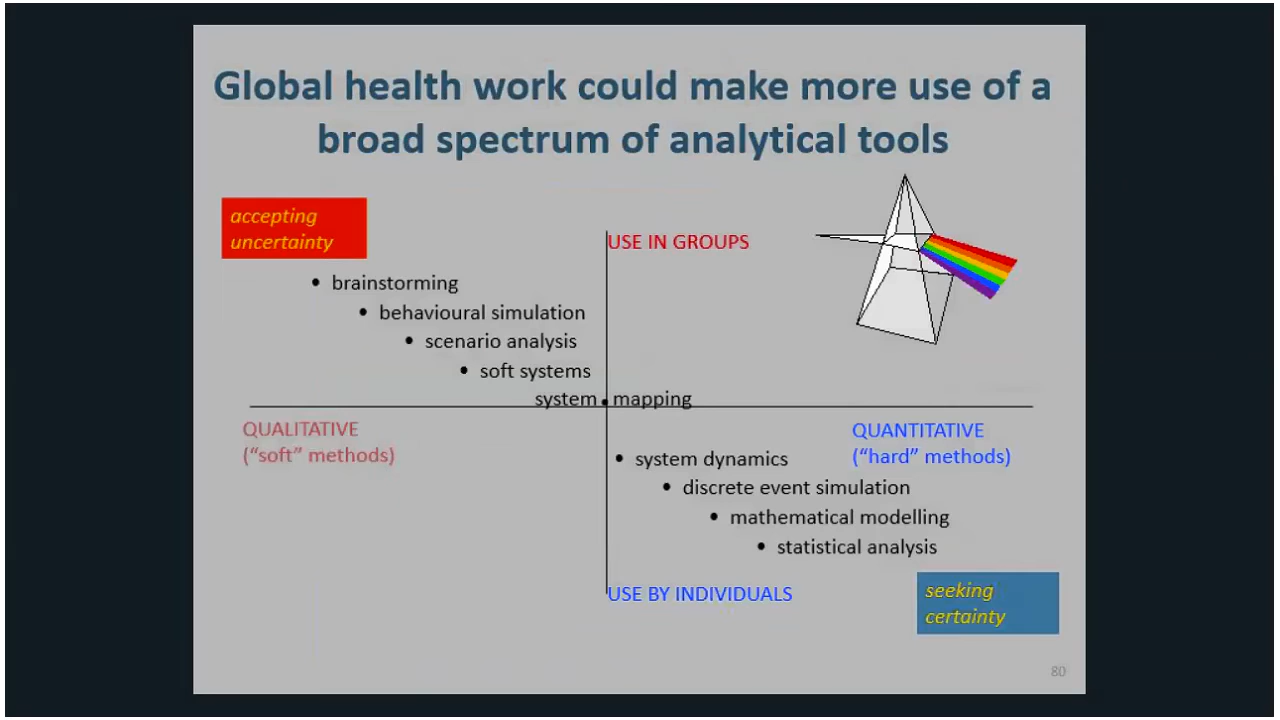 Global health work could make more use of a
broad spectrum of analytical tools
accepting
uncertainty
USE IN GROUPS
• brainstorming
• behavioural simulation
• scenario analysis
• soft systems
system • mapping
QUALITATIVE
("soft" methods)
QUANTITATIVE
("hard" methods)
• system dynamics
• discrete event simulation
• mathematical modelling
• statistical analysis
USE BY INDIVIDUALS
seeking
certainty
80